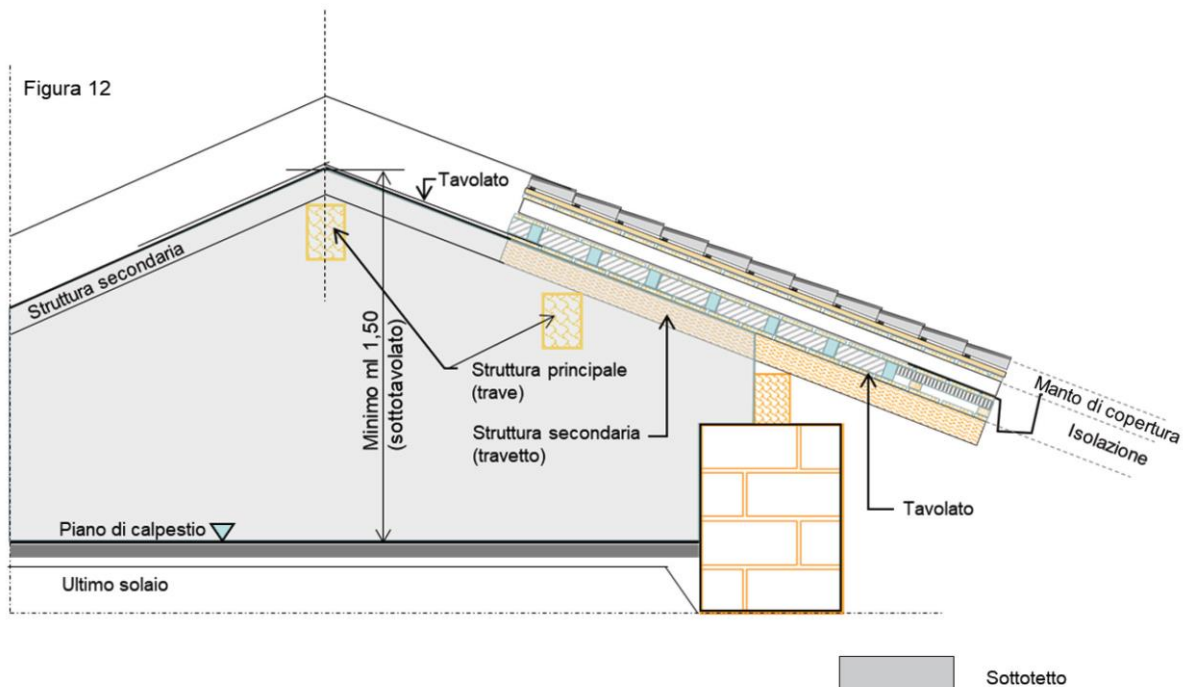 Figura 12
Tavolato
Struttura secondaria
Minimo ml 1,50
(sottotavolato)
Struttura principale
(trave)
Struttura secondaria
(travetto)
Manto di copertura
Isolazione
Tavolato
Piano di calpestio
Ultimo solaio
Sottotetto